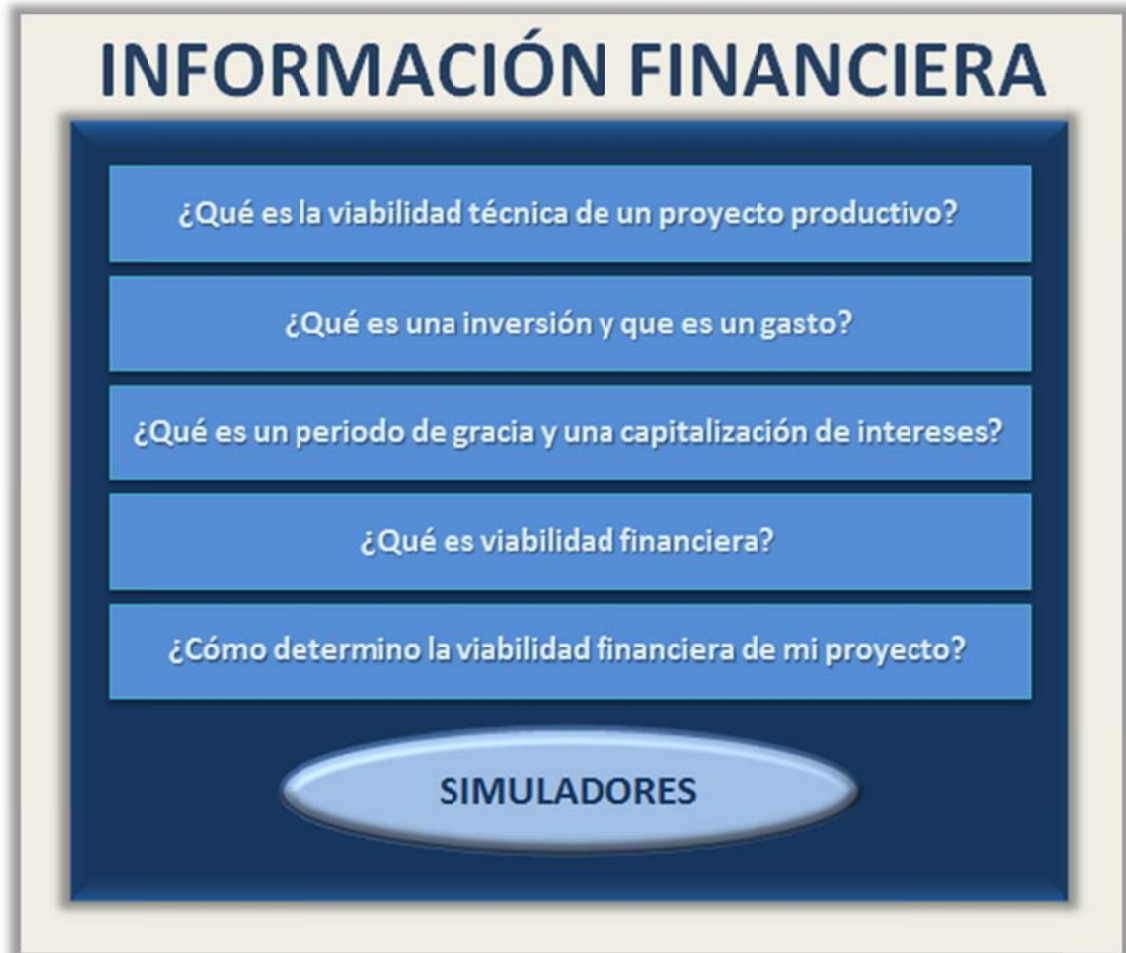 INFORMACIÓN FINANCIERA
¿Qué es la viabilidad técnica de un proyecto productivo?
¿Qué es una inversión y que es un gasto?
¿Qué es un periodo de gracia y una capitalización de intereses?
¿Qué es viabilidad financiera?
¿Cómo determino la viabilidad financiera de mi proyecto?
SIMULADORES